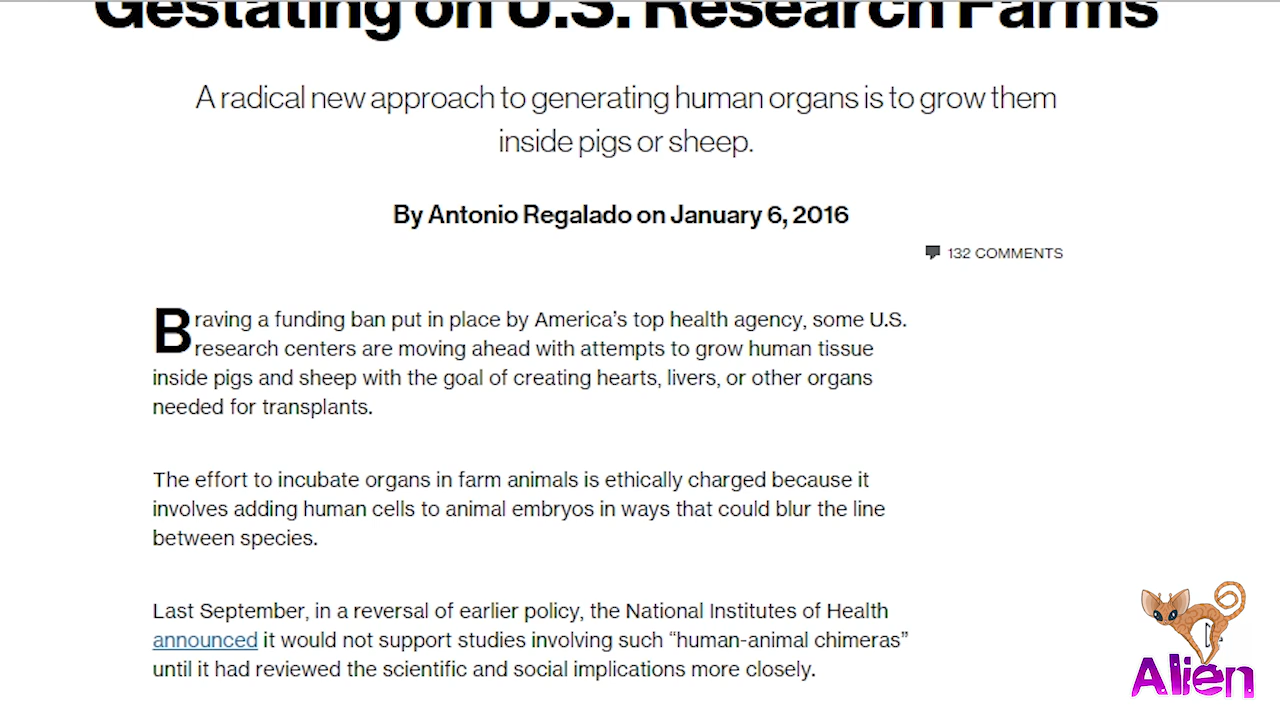 Gestating on U.S. Research Farms
A radical new approach to generating human organs is to grow them
inside pigs or sheep.
By Antonio Regalado on January 6, 2016
132 COMMENTS
Braving a funding ban put in place by America’s top health agency, some U.S.
research centers are moving ahead with attempts to grow human tissue
inside pigs and sheep with the goal of creating hearts, livers, or other organs
needed for transplants.
The effort to incubate organs in farm animals is ethically charged because it
involves adding human cells to animal embryos in ways that could blur the line
between species.
Last September, in a reversal of earlier policy, the National Institutes of Health
announced it would not support studies involving such “human-animal chimeras”
until it had reviewed the scientific and social implications more closely.
Alien